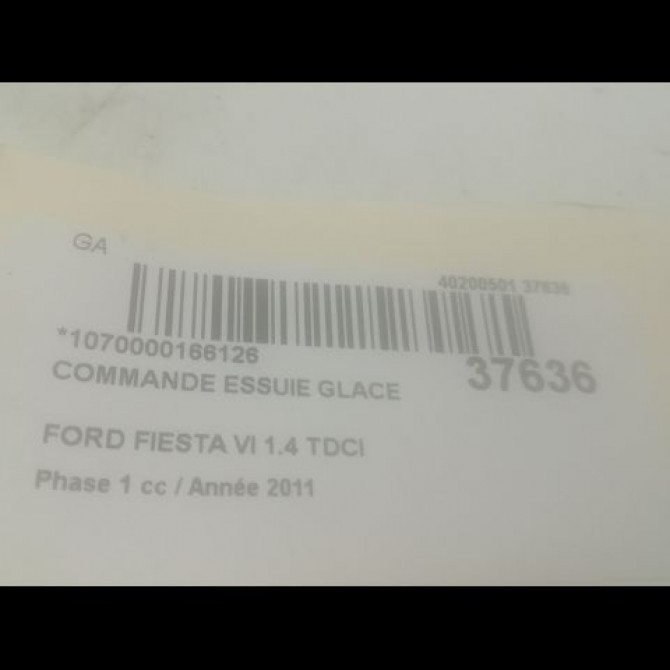 GA
40200501 37636
*1070000166126
37636
COMMANDE ESSUIE GLACE
FORD FIESTA VI 1.4 TDCI
Phase 1 cc / Année 2011